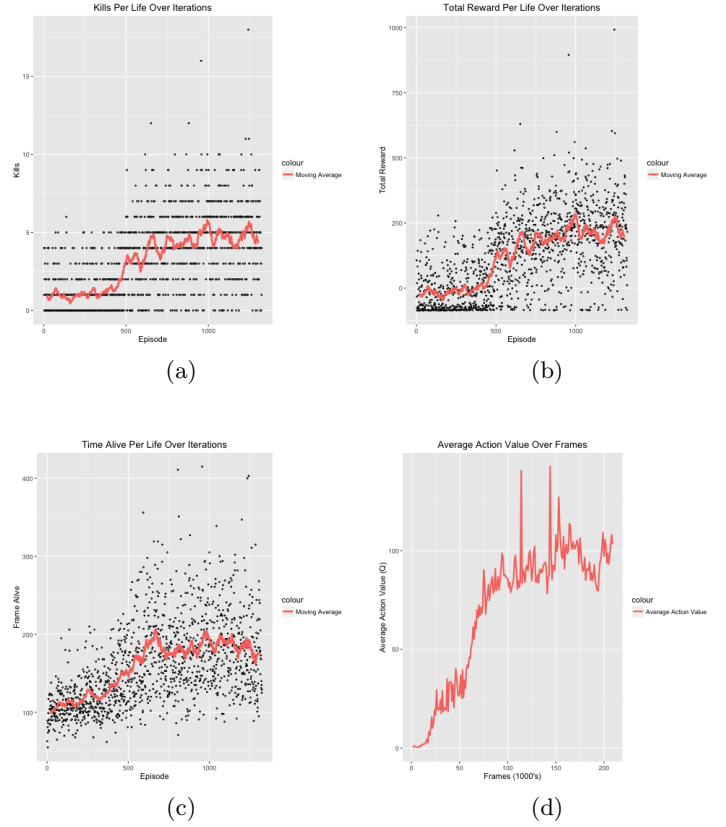 Kills Per Life Over Iterations
15
10
5
0
Kills
0
500
1000
Episode
colour
Moving Average
(a)
Total Reward Per Life Over Iterations
1000
750
500
250
0
Total Reward
0
500
1000
Episode
colour
Moving Average
(b)
Time Alive Per Life Over Iterations
400
300
200
100
Frame Alive
0
500
1000
Episode
colour
Moving Average
(c)
Average Action Value Over Frames
100
50
0
Average Action Value (Q)
0
50
100
150
200
Frames (1000's)
colour
Average Action Value
(d)